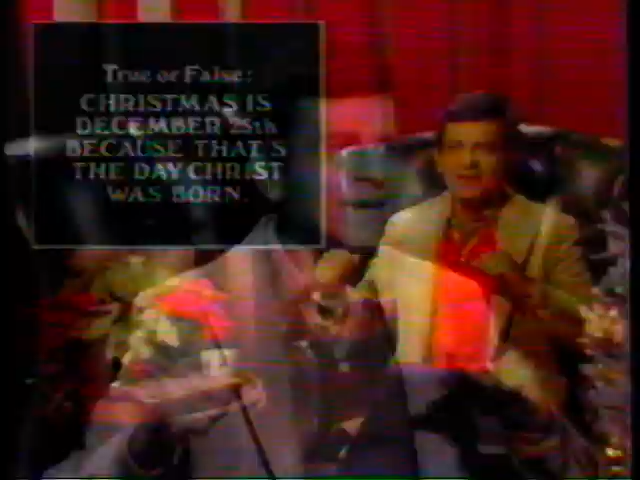 True or False:
CHRISTMAS IS
DECEMBER 25th
BECAUSE THAT'S
THE DAY CHRIST
WAS BORN.